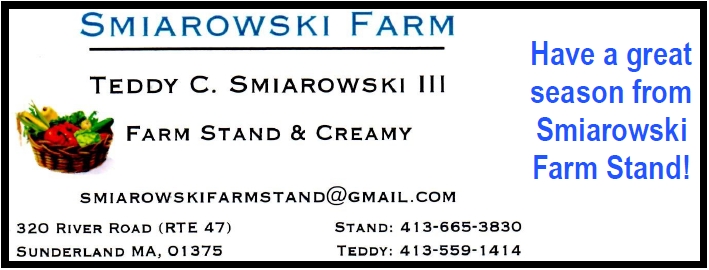 SMIAROWSKI FARM
TEDDY C. SMIAROWSKI III
FARM STAND & CREAMY
SMIAROWSKIFARMSTAND@GMAIL.COM
320 RIVER ROAD (RTE 47)
SUNDERLAND MA, 01375
STAND: 413-665-3830
TEDDY: 413-559-1414
Have a great
season from
Smiarowski
Farm Stand!